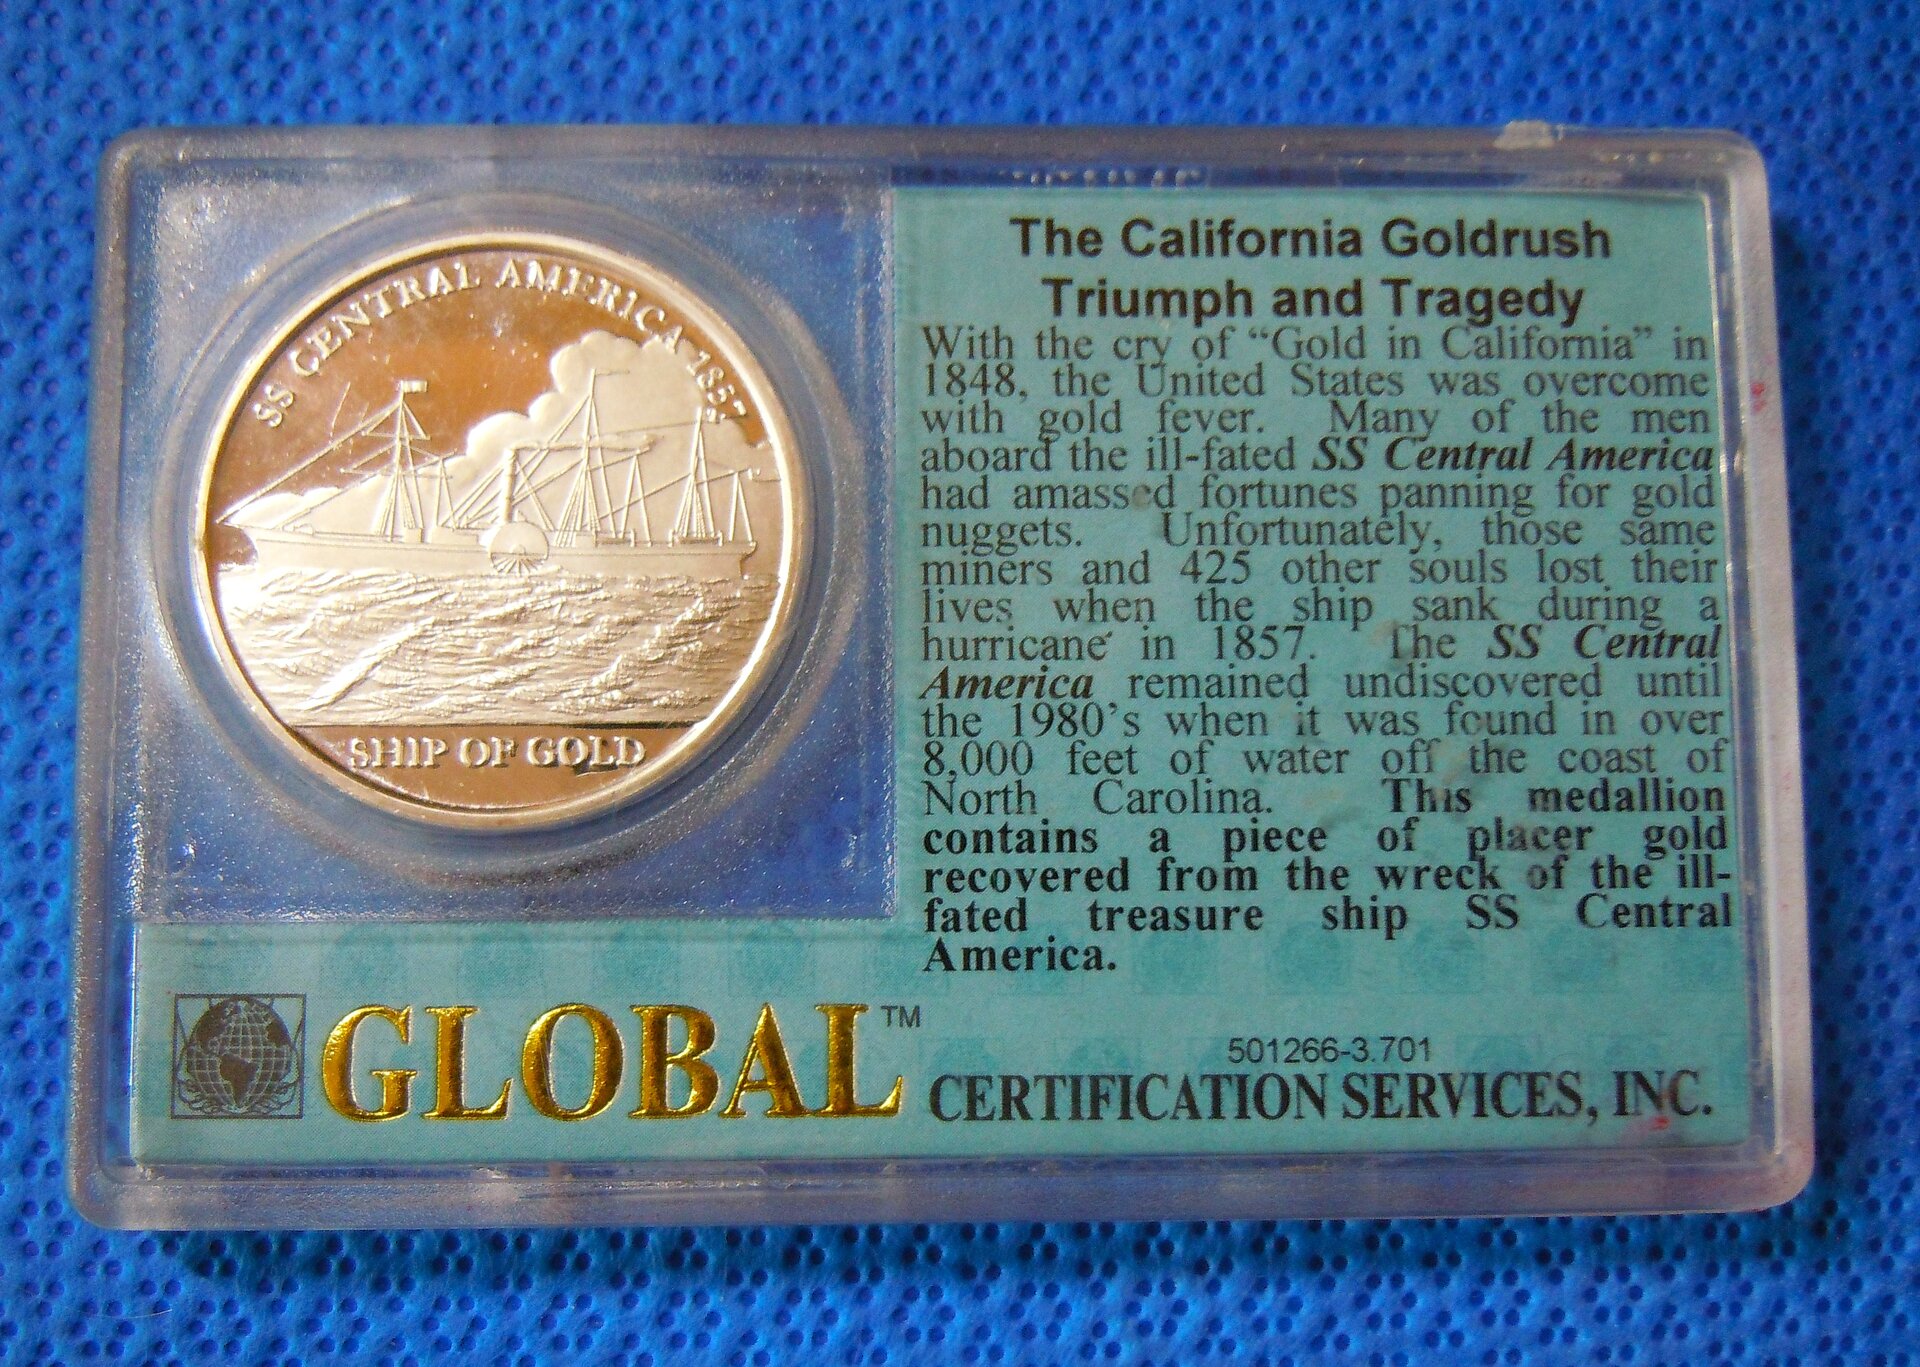 SS CENTRAL AMERICA 1857
SHIP OF GOLD
The California Goldrush
Triumph and Tragedy
With the cry of “Gold in California” in
1848, the United States was overcome
with gold fever. Many of the men
aboard the ill-fated SS Central America
had amassed fortunes panning for gold
nuggets. Unfortunately, those same
miners and 425 other souls lost their
lives when the ship sank during a
hurricane in 1857. The SS Central
America remained undiscovered until
the 1980’s when it was found in over
8,000 feet of water off the coast of
North Carolina. This medallion
contains a piece of placer gold
recovered from the wreck of the ill-
fated treasure ship SS Central
America.
GLOBAL™
501266-3.701
CERTIFICATION SERVICES, INC.